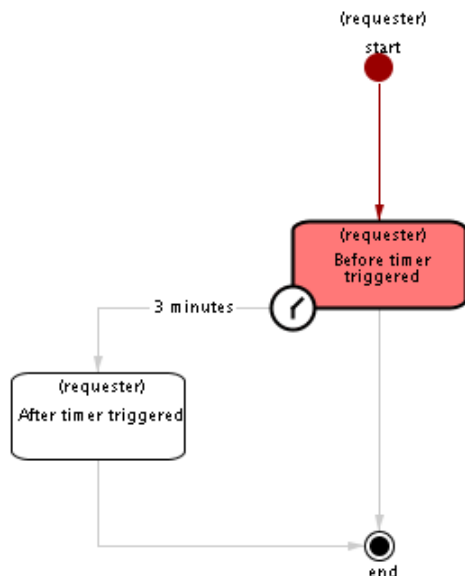 (requester)
start
(requester)
Before timer
triggered
3 minutes
(requester)
After timer triggered
end